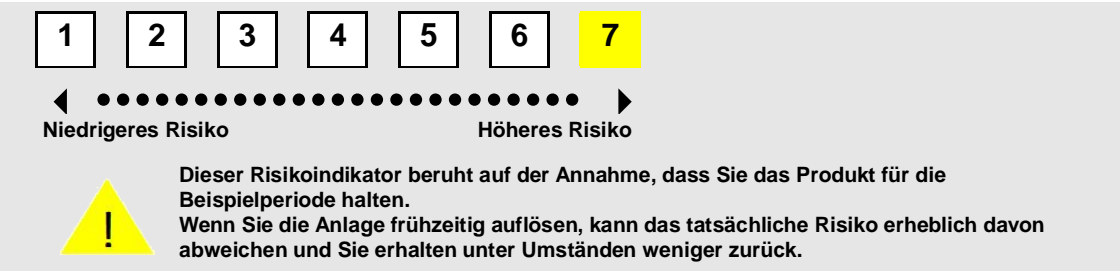 1 2 3 4 5 6 7
Niedrigeres Risiko Höheres Risiko
Dieser Risikoindikator beruht auf der Annahme, dass Sie das Produkt für die
Beispielperiode halten.
Wenn Sie die Anlage frühzeitig auflösen, kann das tatsächliche Risiko erheblich davon
abweichen und Sie erhalten unter Umständen weniger zurück.
!